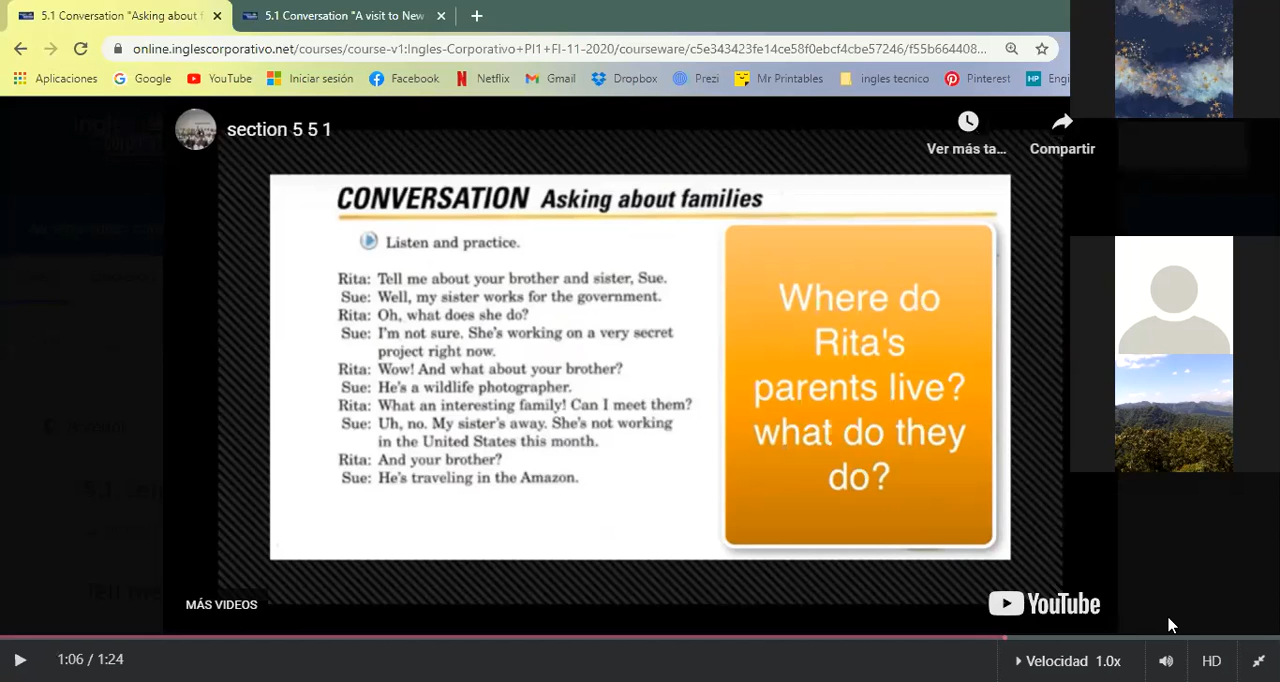 5.1 Conversation "Asking about f
5.1 Conversation "A visit to New
online.inglescorporativo.net/courses/course-v1:Ingles-Corporativo+PI1+FI-11-2020/courseware/c5e343423fe14ce58f0ebcf4cbe57246/f55b664408...
Aplicaciones Google YouTube Iniciar sesión Facebook Netflix Gmail Dropbox Prezi Mr Printables ingles tecnico Pinterest HP Engl
section 5 5 1
Ver más ta...
Compartir
CONVERSATION Asking about families
Listen and practice.
Rita: Tell me about your brother and sister, Sue.
Sue: Well, my sister works for the government.
Rita: Oh, what does she do?
Sue: I'm not sure. She's working on a very secret
project right now.
Rita: Wow! And what about your brother?
Sue: He's a wildlife photographer.
Rita: What an interesting family! Can I meet them?
Sue: Uh, no. My sister's away. She's not working
in the United States this month.
Rita: And your brother?
Sue: He's traveling in the Amazon.
Where do
Rita's
parents live?
what do they
do?
MÁS VIDEOS
YouTube
1:06 / 1:24
Velocidad 1.0x
HD